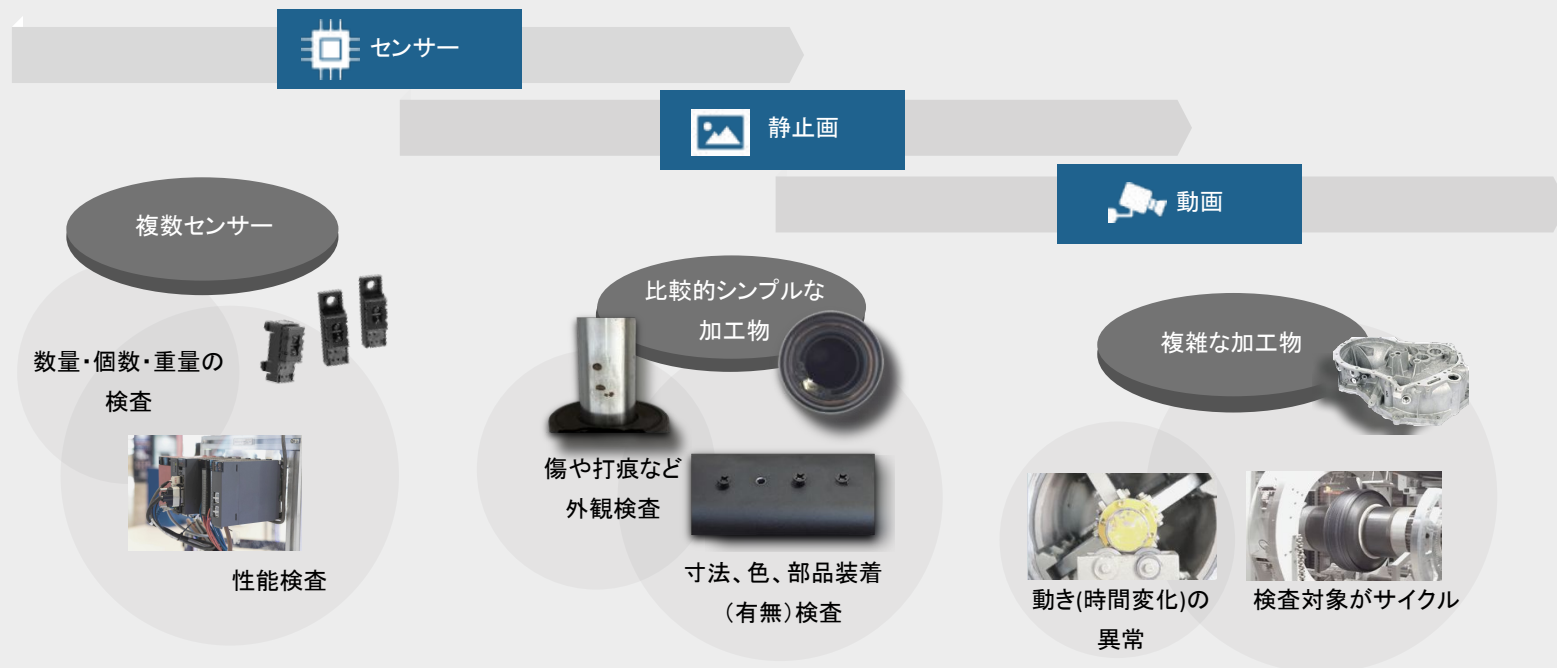 センサー
静止画
動画
複数センサー
数量・個数・重量の
検査
性能検査
比較的シンプルな
加工物
傷や打痕など
外観検査
寸法、色、部品装着
（有無）検査
複雑な加工物
動き(時間変化)の
異常
検査対象がサイクル